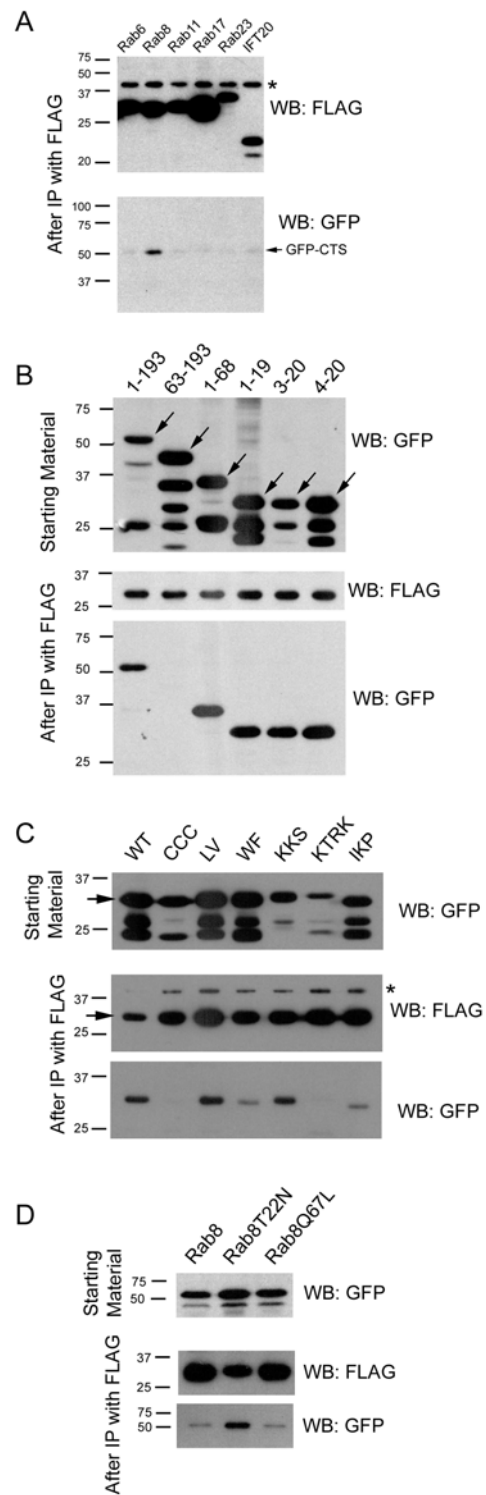 A
Rab6 Rab8 Rab11 Rab17 Rab23 IFT20
After IP with FLAG
75
50
37
25
20
*
WB: FLAG
100
75
50
37
WB: GFP
GFP-CTS
B
1-193 63-193 1-68 1-19 3-20 4-20
Starting Material
75
50
37
25
WB: GFP
After IP with FLAG
37
25
WB: FLAG
75
50
37
25
WB: GFP
C
WT CCC LV WF KKS KTRK IKP
Starting
Material
37
25
WB: GFP
After IP with FLAG
37
25
*
WB: FLAG
37
25
WB: GFP
D
Rab8 Rab8T22N Rab8Q67L
Starting
Material
75
50
WB: GFP
After IP with FLAG
37
25
WB: FLAG
75
50
WB: GFP